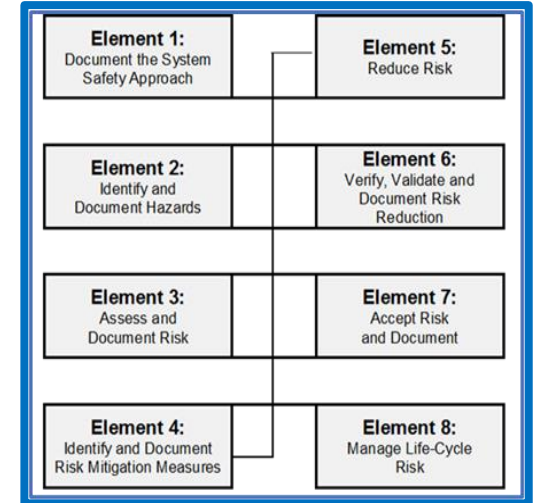 Element 1:
Document the System
Safety Approach
Element 2:
Identify and
Document Hazards
Element 3:
Assess and
Document Risk
Element 4:
Identify and Document
Risk Mitigation Measures
Element 5:
Reduce Risk
Element 6:
Verify, Validate and
Document Risk
Reduction
Element 7:
Accept Risk
and Document
Element 8:
Manage Life-Cycle
Risk